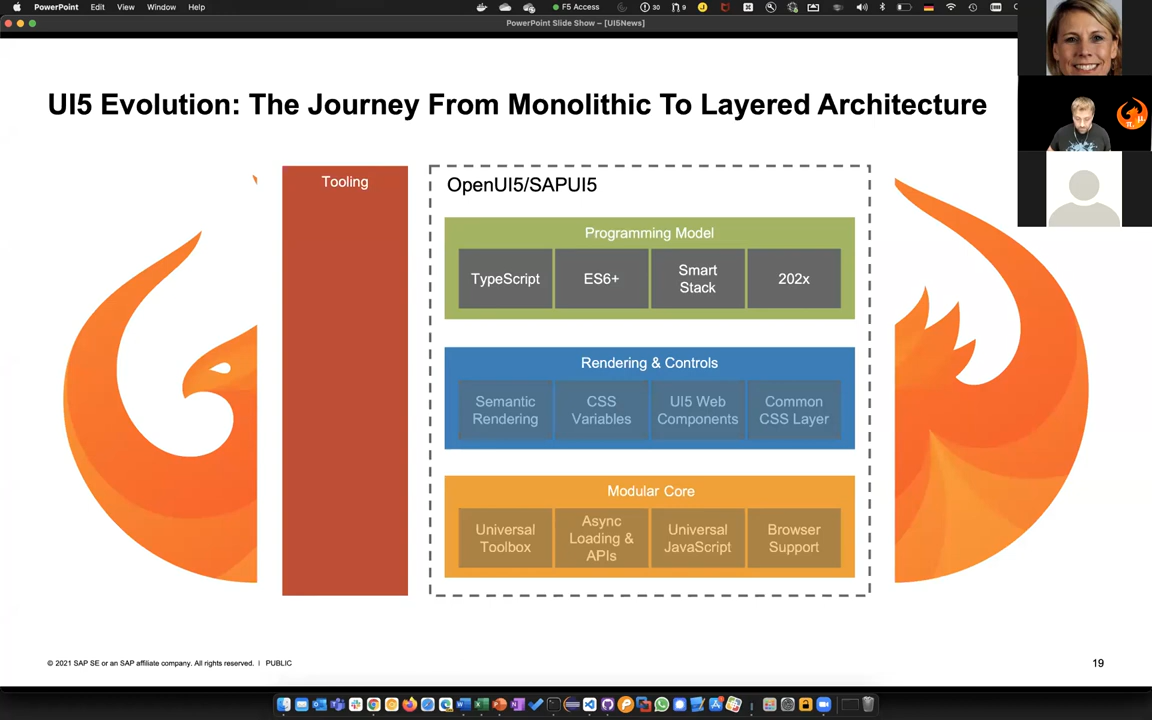 PowerPoint Edit View Window Help
F5 Access
30
9
PowerPoint Slide Show – [UI5News]
UI5 Evolution: The Journey From Monolithic To Layered Architecture
Tooling
OpenUI5/SAPUI5
Programming Model
TypeScript
ES6+
Smart
Stack
202x
Rendering & Controls
Semantic
Rendering
CSS
Variables
UI5 Web
Components
Common
CSS Layer
Modular Core
Universal
Toolbox
Async
Loading &
APIs
Universal
JavaScript
Browser
Support
© 2021 SAP SE or an SAP affiliate company. All rights reserved. ı PUBLIC
19